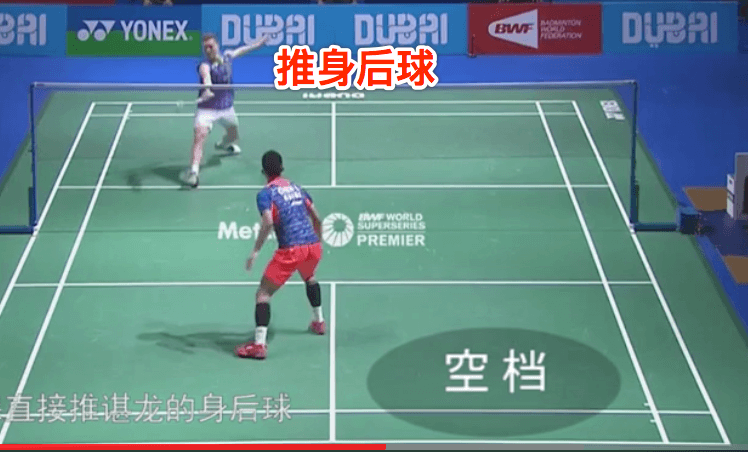 DUBAI
YONEX
DUBAI
DUBAI
BWF BADMINTON WORLD FEDERATION
DUBAI
推身后球
DUBAI
BWF WORLD
SUPERSERIES
PREMIER
空档
直接推谌龙的身后球